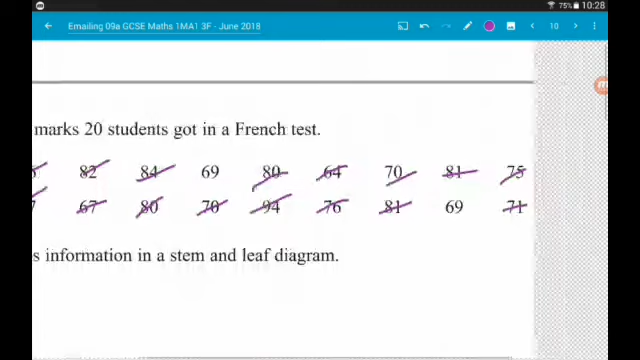 75% 10:28
Emailing 09a GCSE Maths 1MA1 3F - June 2018 10
marks 20 students got in a French test.
82 84 69 80 64 70 81 75
67 80 70 94 76 81 69 71
s information in a stem and leaf diagram.